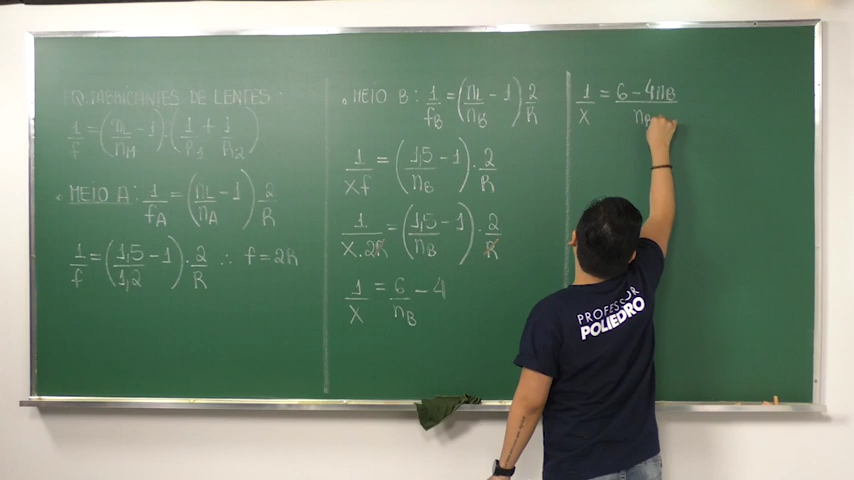 EQ. FABRICANTES DE LENTES:
1/f = (nL/nM - 1).(1/R1 + 1/R2)
• MEIO A: 1/fA = (nL/nA - 1) 2/R
1/f = (1,5/1,2 - 1).2/R ∴ f = 2R
• MEIO B: 1/fB = (nL/nB - 1) 2/R
1/xf = (1,5/nB - 1).2/R
1/x.2R = (1,5/nB - 1).2/R
1/x = 6/nB - 4
1/x = 6 - 4nB/nB
PROFESSOR
POLIEDRO